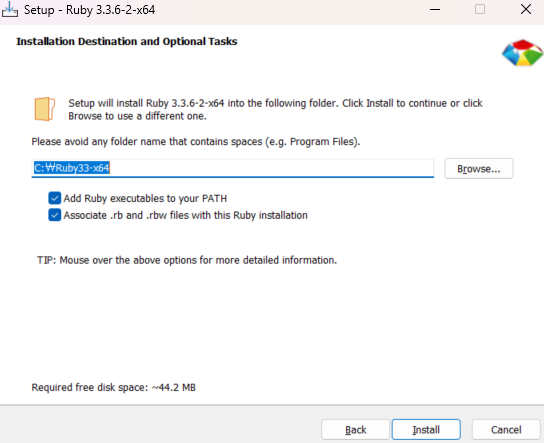 Setup - Ruby 3.3.6-2-x64
Installation Destination and Optional Tasks
Setup will install Ruby 3.3.6-2-x64 into the following folder. Click Install to continue or click
Browse to use a different one.
Please avoid any folder name that contains spaces (e.g. Program Files).
C:₩Ruby33-x64
Browse...
Add Ruby executables to your PATH
Associate .rb and .rbw files with this Ruby installation
TIP: Mouse over the above options for more detailed information.
Required free disk space: ~44.2 MB
Back
Install
Cancel